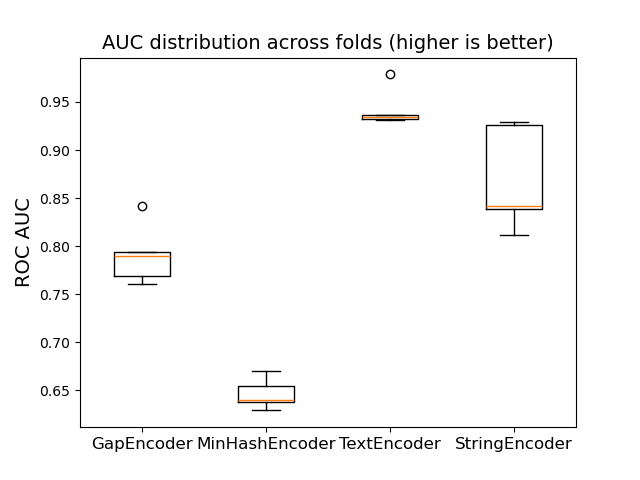 AUC distribution across folds (higher is better)
ROC AUC
0.95
0.90
0.85
0.80
0.75
0.70
0.65
GapEncoder MinHashEncoder TextEncoder StringEncoder